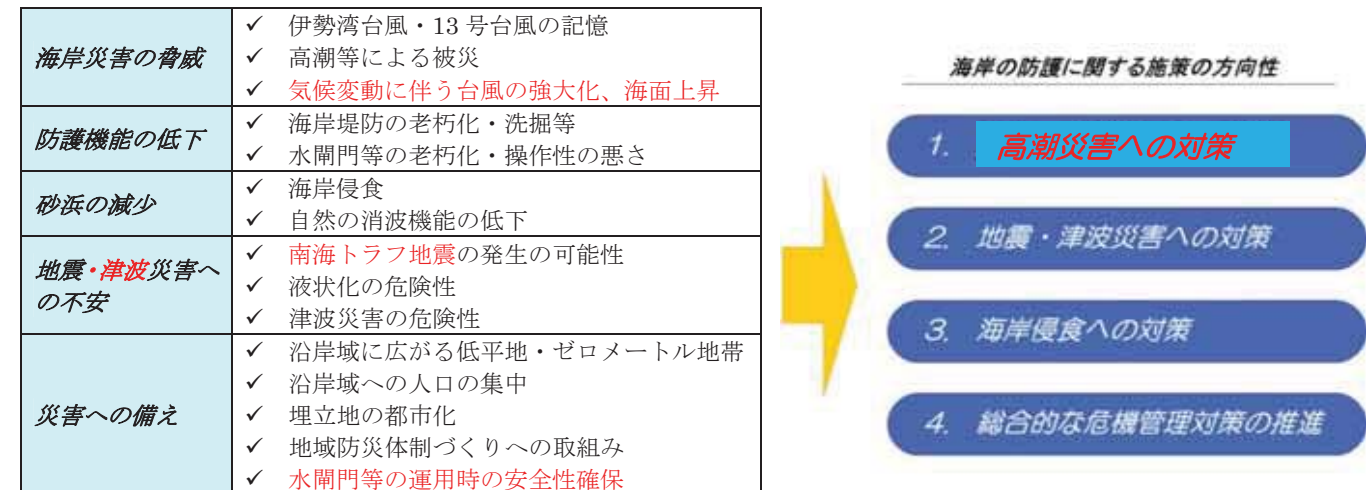 海岸災害の脅威
✓ 伊勢湾台風・13 号台風の記憶
✓ 高潮等による被災
✓ 気候変動に伴う台風の強大化、海面上昇
防護機能の低下
✓ 海岸堤防の老朽化・洗掘等
✓ 水閘門等の老朽化・操作性の悪さ
砂浜の減少
✓ 海岸侵食
✓ 自然の消波機能の低下
地震・津波災害へ
の不安
✓ 南海トラフ地震の発生の可能性
✓ 液状化の危険性
✓ 津波災害の危険性
災害への備え
✓ 沿岸域に広がる低平地・ゼロメートル地帯
✓ 沿岸域への人口の集中
✓ 埋立地の都市化
✓ 地域防災体制づくりへの取組み
✓ 水閘門等の運用時の安全性確保
海岸の防護に関する施策の方向性
1. 高潮災害への対策
2. 地震・津波災害への対策
3. 海岸侵食への対策
4. 総合的な危機管理対策の推進